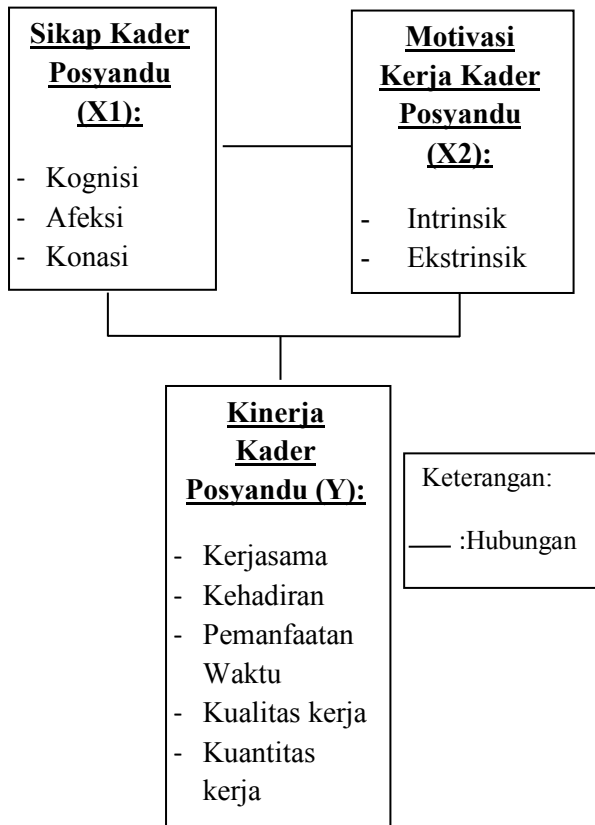 Sikap Kader
Posyandu
(X1):
- Kognisi
- Afeksi
- Konasi
Motivasi
Kerja Kader
Posyandu
(X2):
- Intrinsik
- Ekstrinsik
Kinerja
Kader
Posyandu (Y):
- Kerjasama
- Kehadiran
- Pemanfaatan
Waktu
- Kualitas kerja
- Kuantitas
kerja
Keterangan:
:Hubungan